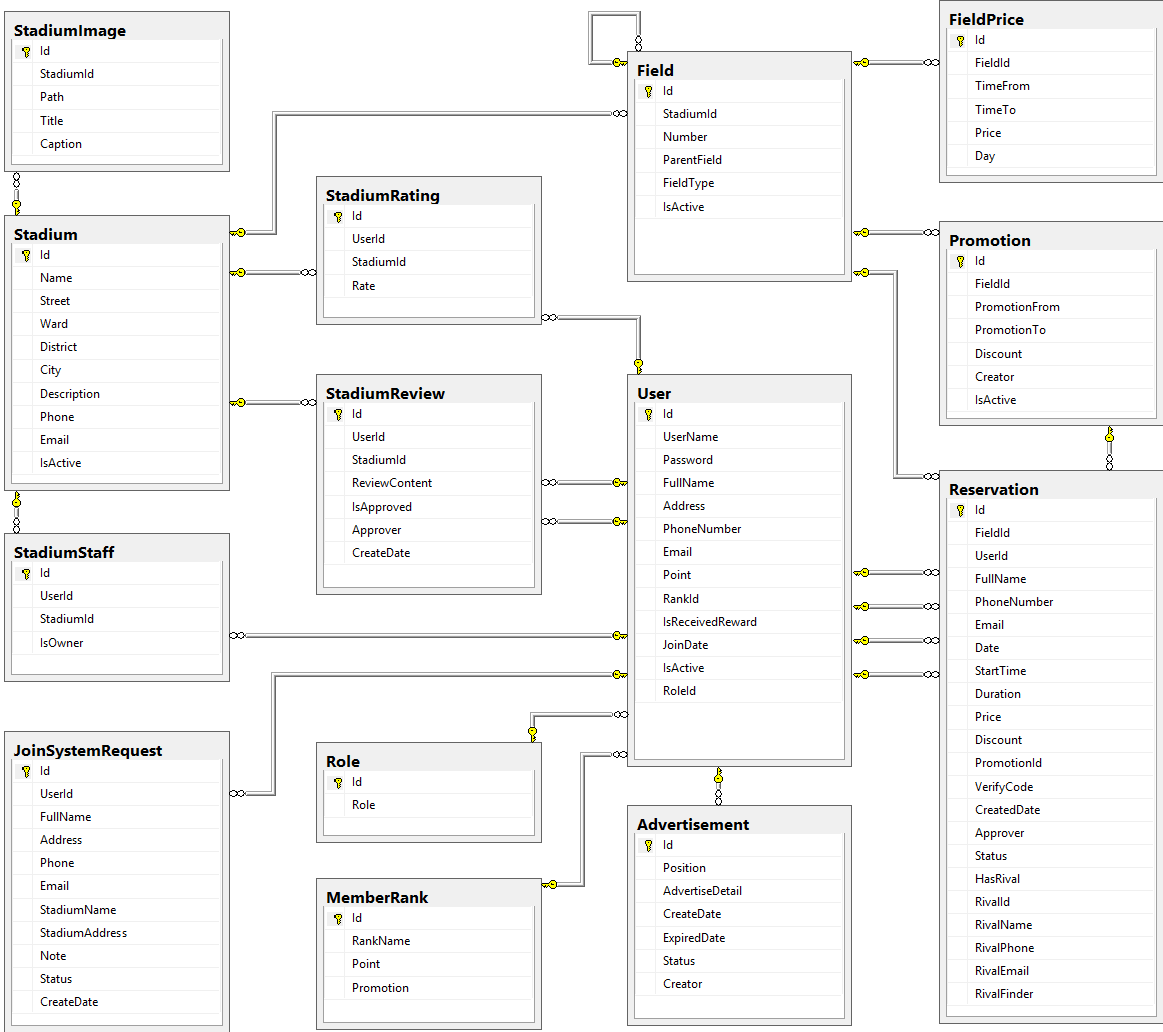 StadiumImage
Id
StadiumId
Path
Title
Caption
Stadium
Id
Name
Street
Ward
District
City
Description
Phone
Email
IsActive
StadiumStaff
Id
UserId
StadiumId
IsOwner
JoinSystemRequest
Id
UserId
FullName
Address
Phone
Email
StadiumName
StadiumAddress
Note
Status
CreateDate
StadiumRating
Id
UserId
StadiumId
Rate
StadiumReview
Id
UserId
StadiumId
ReviewContent
IsApproved
Approver
CreateDate
Role
Id
Role
MemberRank
Id
RankName
Point
Promotion
Field
Id
StadiumId
Number
ParentField
FieldType
IsActive
User
Id
UserName
Password
FullName
Address
PhoneNumber
Email
Point
RankId
IsReceivedReward
JoinDate
IsActive
RoleId
Advertisement
Id
Position
AdvertiseDetail
CreateDate
ExpiredDate
Status
Creator
FieldPrice
Id
FieldId
TimeFrom
TimeTo
Price
Day
Promotion
Id
FieldId
PromotionFrom
PromotionTo
Discount
Creator
IsActive
Reservation
Id
FieldId
UserId
FullName
PhoneNumber
Email
Date
StartTime
Duration
Price
Discount
PromotionId
VerifyCode
CreatedDate
Approver
Status
HasRival
RivalId
RivalName
RivalPhone
RivalEmail
RivalFinder